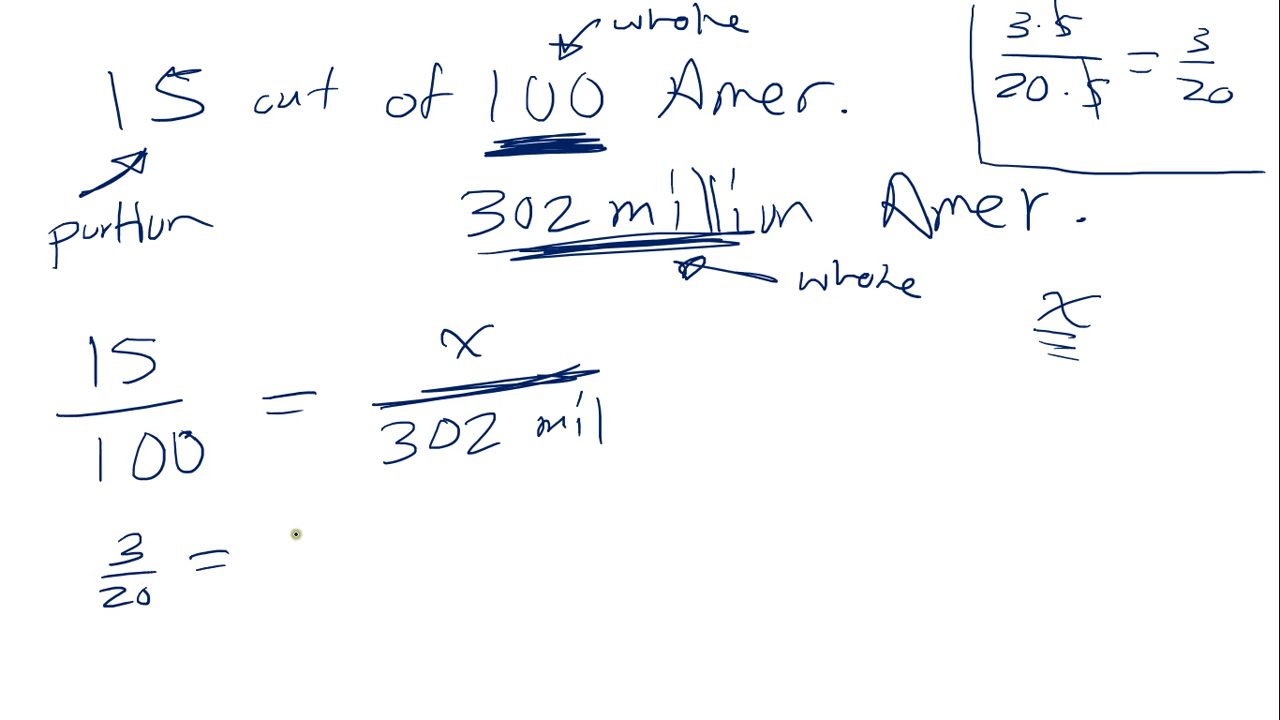 whole
15 out of 100 Amer.
portion
302 million Amer.
whole
x
3·5/20·5 = 3/20
15/100 = x/302 mil
3/20 =